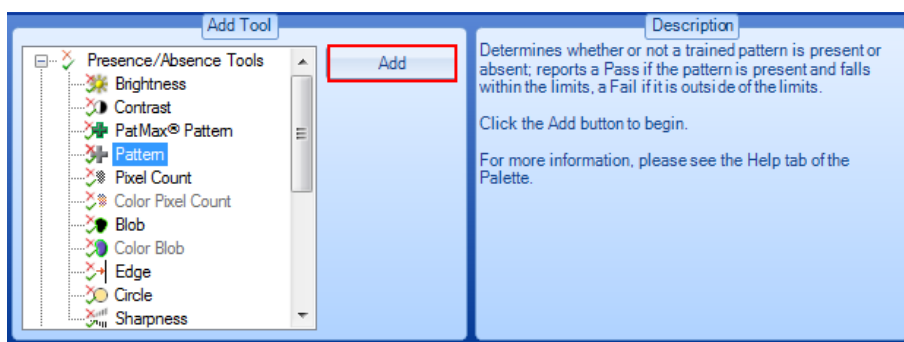 Add Tool
Presence/Absence Tools
Brightness
Contrast
PatMax® Pattern
Pattern
Pixel Count
Color Pixel Count
Blob
Color Blob
Edge
Circle
Sharpness
Add
Description
Determines whether or not a trained pattern is present or
absent; reports a Pass if the pattern is present and falls
within the limits, a Fail if it is outside of the limits.
Click the Add button to begin.
For more information, please see the Help tab of the
Palette.